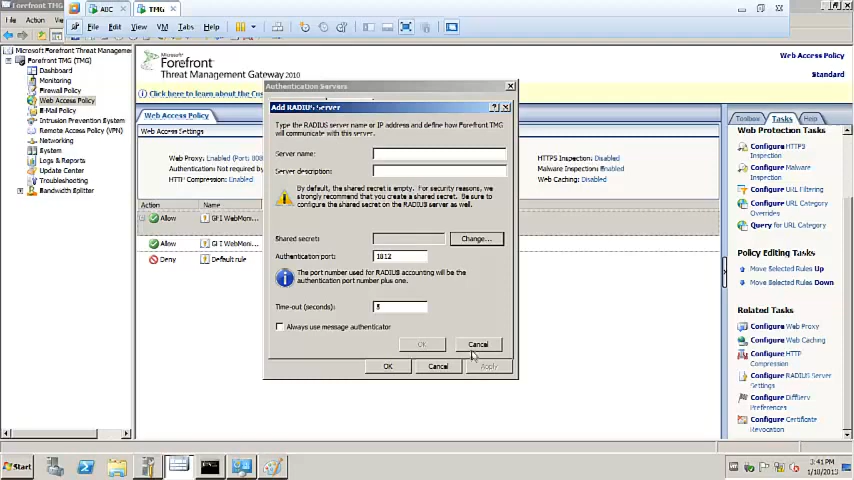 Forefront TMG
ABC
TMG
File
Action
File
Edit
View
VM
Tabs
Help
Microsoft Forefront Threat Manageme
Forefront TMG (TMG)
Dashboard
Monitoring
Firewall Policy
Web Access Policy
E-Mail Policy
Intrusion Prevention System
Remote Access Policy (VPN)
Networking
System
Logs & Reports
Update Center
Troubleshooting
Bandwidth Splitter
Microsoft
Forefront
Threat Management Gateway 2010
Web Access Policy
Standard
Click here to learn about the Cus
Web Access Policy
Web Access Settings
Web Proxy: Enabled (Port: 808
Authentication: Not required by
HTTP Compression: Enabled
HTTPS Inspection: Disabled
Malware Inspection: Enabled
Web Caching: Disabled
Action
Name
Allow
GFI WebMoni...
Allow
GFI WebMoni...
Deny
Default rule
Authentication Servers
Add RADIUS Server
Type the RADIUS server name or IP address and define how Forefront TMG
will communicate with this server.
Server name:
Server description:
By default, the shared secret is empty. For security reasons, we
strongly recommend that you create a shared secret. Be sure to
configure the shared secret on the RADIUS server as well.
Shared secret:
Change...
Authentication port:
1812
The port number used for RADIUS accounting will be the
authentication port number plus one.
Time-out (seconds):
5
Always use message authenticator
OK
Cancel
OK
Cancel
Apply
Toolbox
Tasks
Help
Web Protection Tasks
Configure HTTPS
Inspection
Configure Malware
Inspection
Configure URL Filtering
Configure URL Category
Overrides
Query for URL Category
Policy Editing Tasks
Move Selected Rules Up
Move Selected Rules Down
Related Tasks
Configure Web Proxy
Configure Web Caching
Configure HTTP
Compression
Configure RADIUS Server
Settings
Configure DiffServ
Preferences
Configure Certificate
Revocation
Start
3:41 PM
1/10/2013